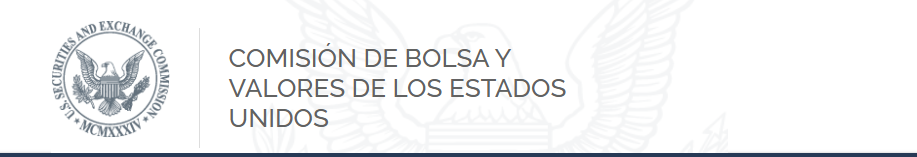 U.S. SECURITIES AND EXCHANGE COMMISSION
MCMXXXIV
COMISIÓN DE BOLSA Y
VALORES DE LOS ESTADOS
UNIDOS